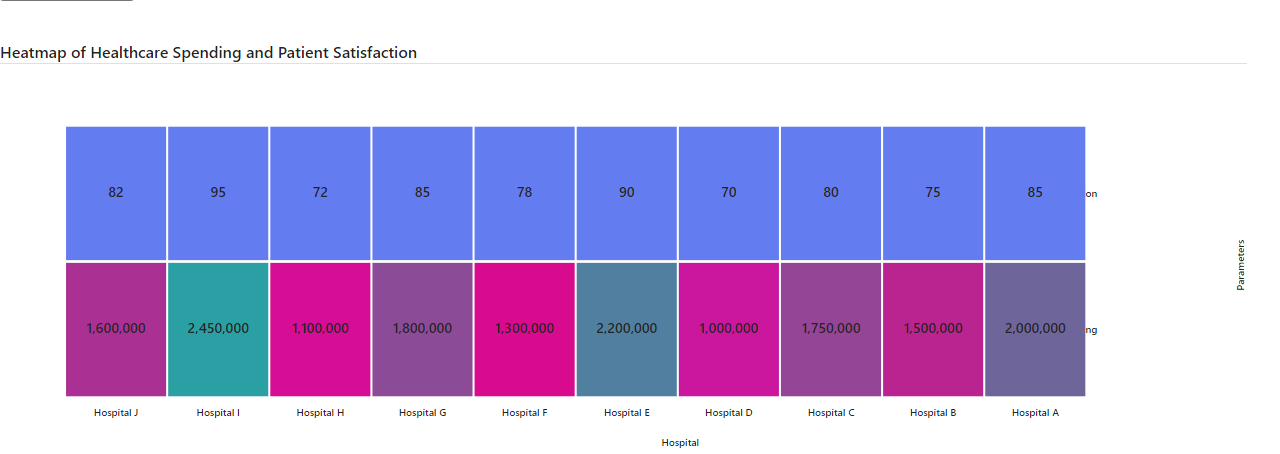 Heatmap of Healthcare Spending and Patient Satisfaction
82 95 72 85 78 90 70 80 75 85
on
Parameters
1,600,000 2,450,000 1,100,000 1,800,000 1,300,000 2,200,000 1,000,000 1,750,000 1,500,000 2,000,000
ng
Hospital J Hospital I Hospital H Hospital G Hospital F Hospital E Hospital D Hospital C Hospital B Hospital A
Hospital